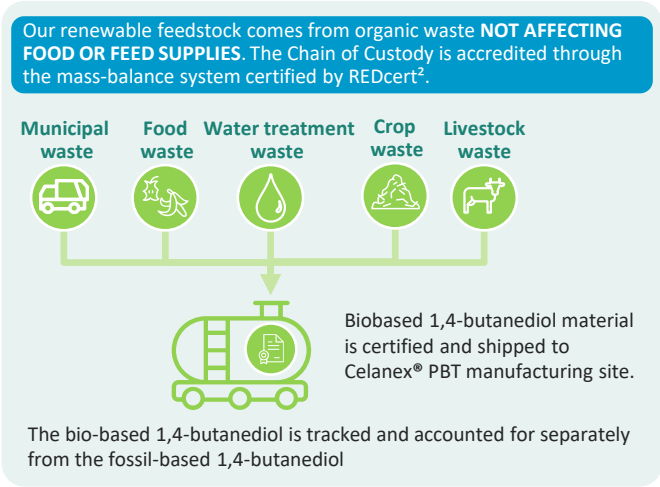 Our renewable feedstock comes from organic waste NOT AFFECTING
FOOD OR FEED SUPPLIES. The Chain of Custody is accredited through
the mass-balance system certified by REDcert².
Municipal waste
Food waste
Water treatment waste
Crop waste
Livestock waste
Biobased 1,4-butanediol material
is certified and shipped to
Celanex® PBT manufacturing site.
The bio-based 1,4-butanediol is tracked and accounted for separately
from the fossil-based 1,4-butanediol